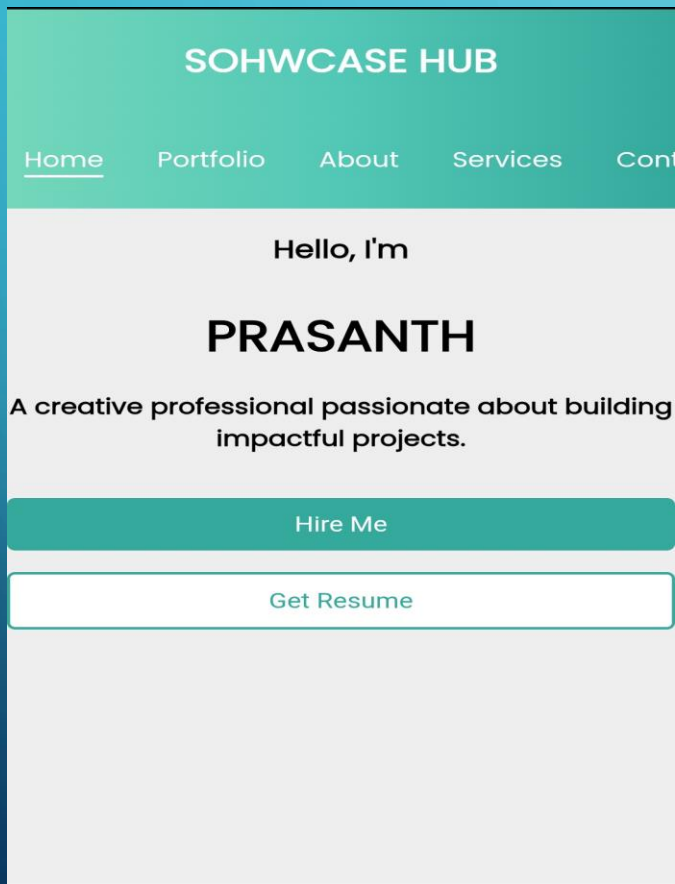 SOHWCASE HUB
Home Portfolio About Services Cont
Hello, I'm
PRASANTH
A creative professional passionate about building
impactful projects.
Hire Me
Get Resume